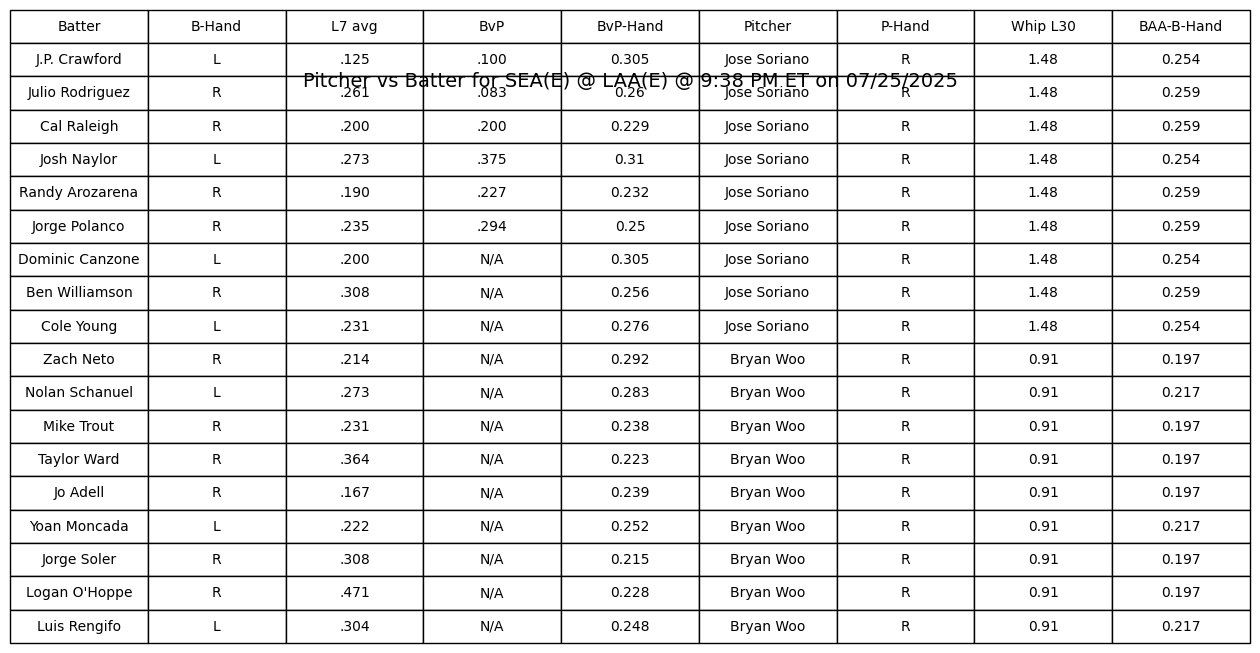 Batter B-Hand L7 avg BvP BvP-Hand Pitcher P-Hand Whip L30 BAA-B-Hand
J.P. Crawford L .125 .100 0.305 Jose Soriano R 1.48 0.254
Pitcher vs Batter for SEA(E) @ LAA(E) @ 9:38 PM ET on 07/25/2025
Julio Rodriguez R .261 .083 0.26 Jose Soriano R 1.48 0.259
Cal Raleigh R .200 .200 0.229 Jose Soriano R 1.48 0.259
Josh Naylor L .273 .375 0.31 Jose Soriano R 1.48 0.254
Randy Arozarena R .190 .227 0.232 Jose Soriano R 1.48 0.259
Jorge Polanco R .235 .294 0.25 Jose Soriano R 1.48 0.259
Dominic Canzone L .200 N/A 0.305 Jose Soriano R 1.48 0.254
Ben Williamson R .308 N/A 0.256 Jose Soriano R 1.48 0.259
Cole Young L .231 N/A 0.276 Jose Soriano R 1.48 0.254
Zach Neto R .214 N/A 0.292 Bryan Woo R 0.91 0.197
Nolan Schanuel L .273 N/A 0.283 Bryan Woo R 0.91 0.217
Mike Trout R .231 N/A 0.238 Bryan Woo R 0.91 0.197
Taylor Ward R .364 N/A 0.223 Bryan Woo R 0.91 0.197
Jo Adell R .167 N/A 0.239 Bryan Woo R 0.91 0.197
Yoan Moncada L .222 N/A 0.252 Bryan Woo R 0.91 0.217
Jorge Soler R .308 N/A 0.215 Bryan Woo R 0.91 0.197
Logan O'Hoppe R .471 N/A 0.228 Bryan Woo R 0.91 0.197
Luis Rengifo L .304 N/A 0.248 Bryan Woo R 0.91 0.217